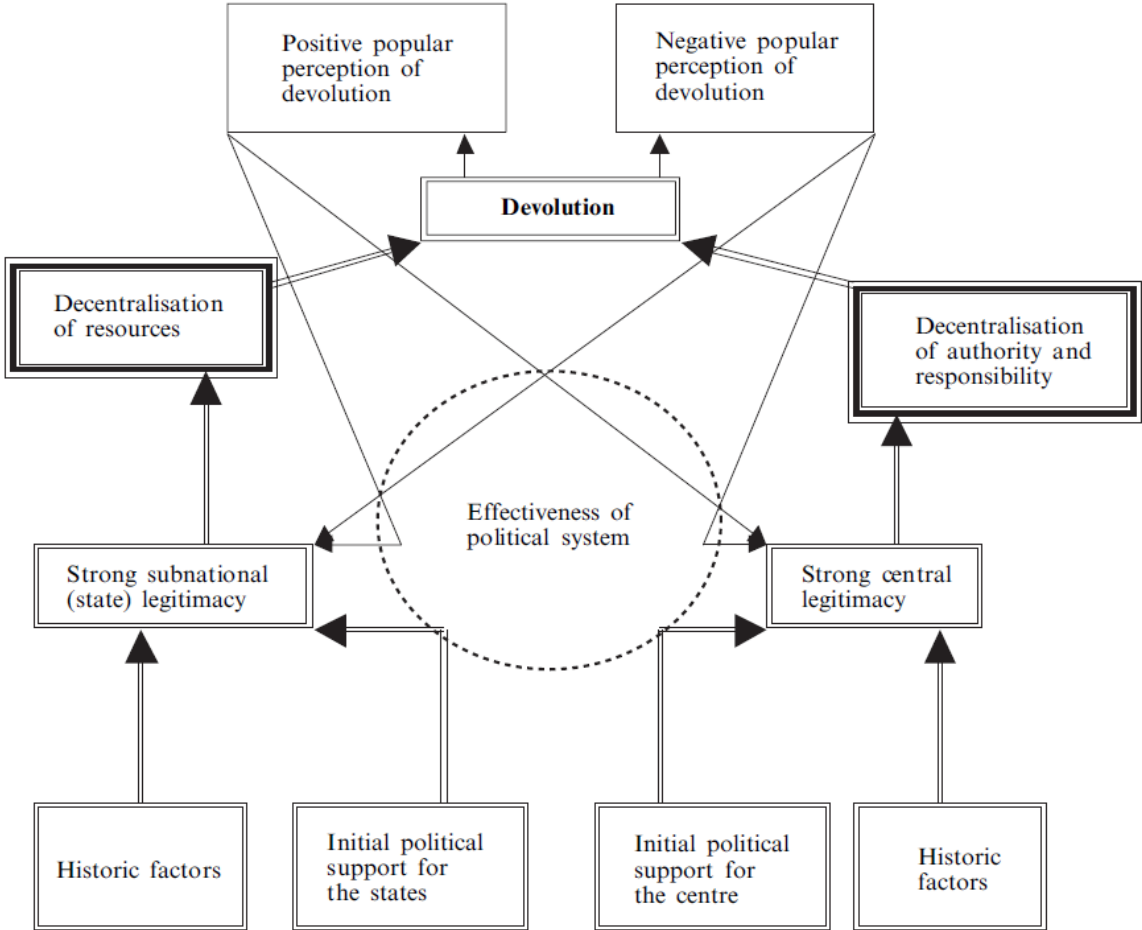 Positive popular
perception of
devolution
Negative popular
perception of
devolution
Devolution
Decentralisation
of resources
Decentralisation
of authority and
responsibility
Effectiveness of
political system
Strong subnational
(state) legitimacy
Strong central
legitimacy
Historic factors
Initial political
support for
the states
Initial political
support for
the centre
Historic
factors